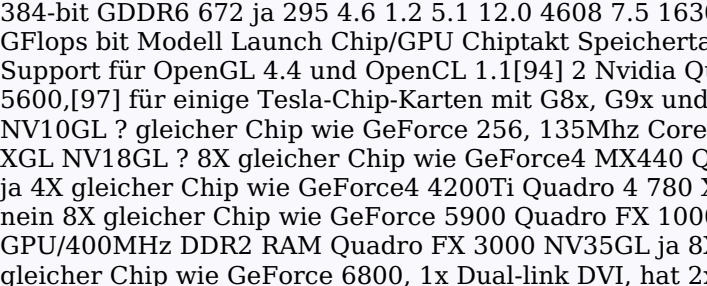 384-bit GDDR6 672 ja 295 4.6 1.2 5.1 12.0 4608 7.5
GFlops bit Modell Launch Chip/GPU Chiptakt
Support für OpenGL 4.4 und OpenCL 1.1[94] 2 Nvidia
5600,[97] für einige Tesla-Chip-Karten mit G8x, G9x und
NV10GL ? gleicher Chip wie GeForce 256, 135Mhz Core
XGL NV18GL ? 8X gleicher Chip wie GeForce4 MX440
ja 4X gleicher Chip wie GeForce4 4200Ti Quadro 4 780
nein 8X gleicher Chip wie GeForce 5900 Quadro FX
GPU/400MHz DDR2 RAM Quadro FX 3000 NV35GL ja
gleicher Chip wie GeForce 6800, 1x Dual-link DVI, hat